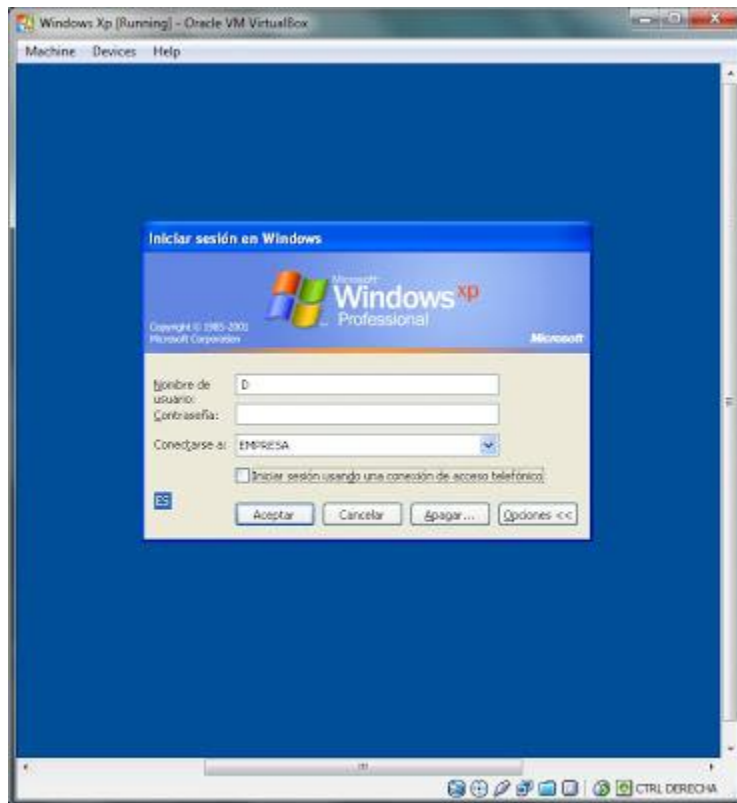 Windows Xp [Running] - Oracle VM VirtualBox
Machine Devices Help
Iniciar sesión en Windows
Microsoft
Windows xp
Professional
Copyright © 1985-2001
Microsoft Corporation
Microsoft
Nombre de usuario:
D
Contraseña:
Conectarse a:
EMPRESA
Iniciar sesión usando una conexión de acceso telefónico
ES
Aceptar Cancelar Apagar... Opciones <<
CTRL DERECHA